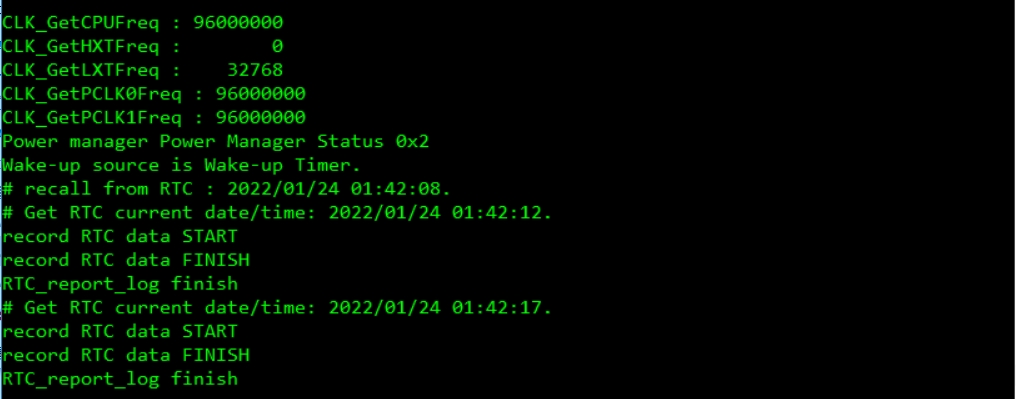 CLK_GetCPUFreq : 96000000
CLK_GetHXTFreq :        0
CLK_GetLXTFreq :    32768
CLK_GetPCLK0Freq : 96000000
CLK_GetPCLK1Freq : 96000000
Power manager Power Manager Status 0x2
Wake-up source is Wake-up Timer.
# recall from RTC : 2022/01/24 01:42:08.
# Get RTC current date/time: 2022/01/24 01:42:12.
record RTC data START
record RTC data FINISH
RTC_report_log finish
# Get RTC current date/time: 2022/01/24 01:42:17.
record RTC data START
record RTC data FINISH
RTC_report_log finish